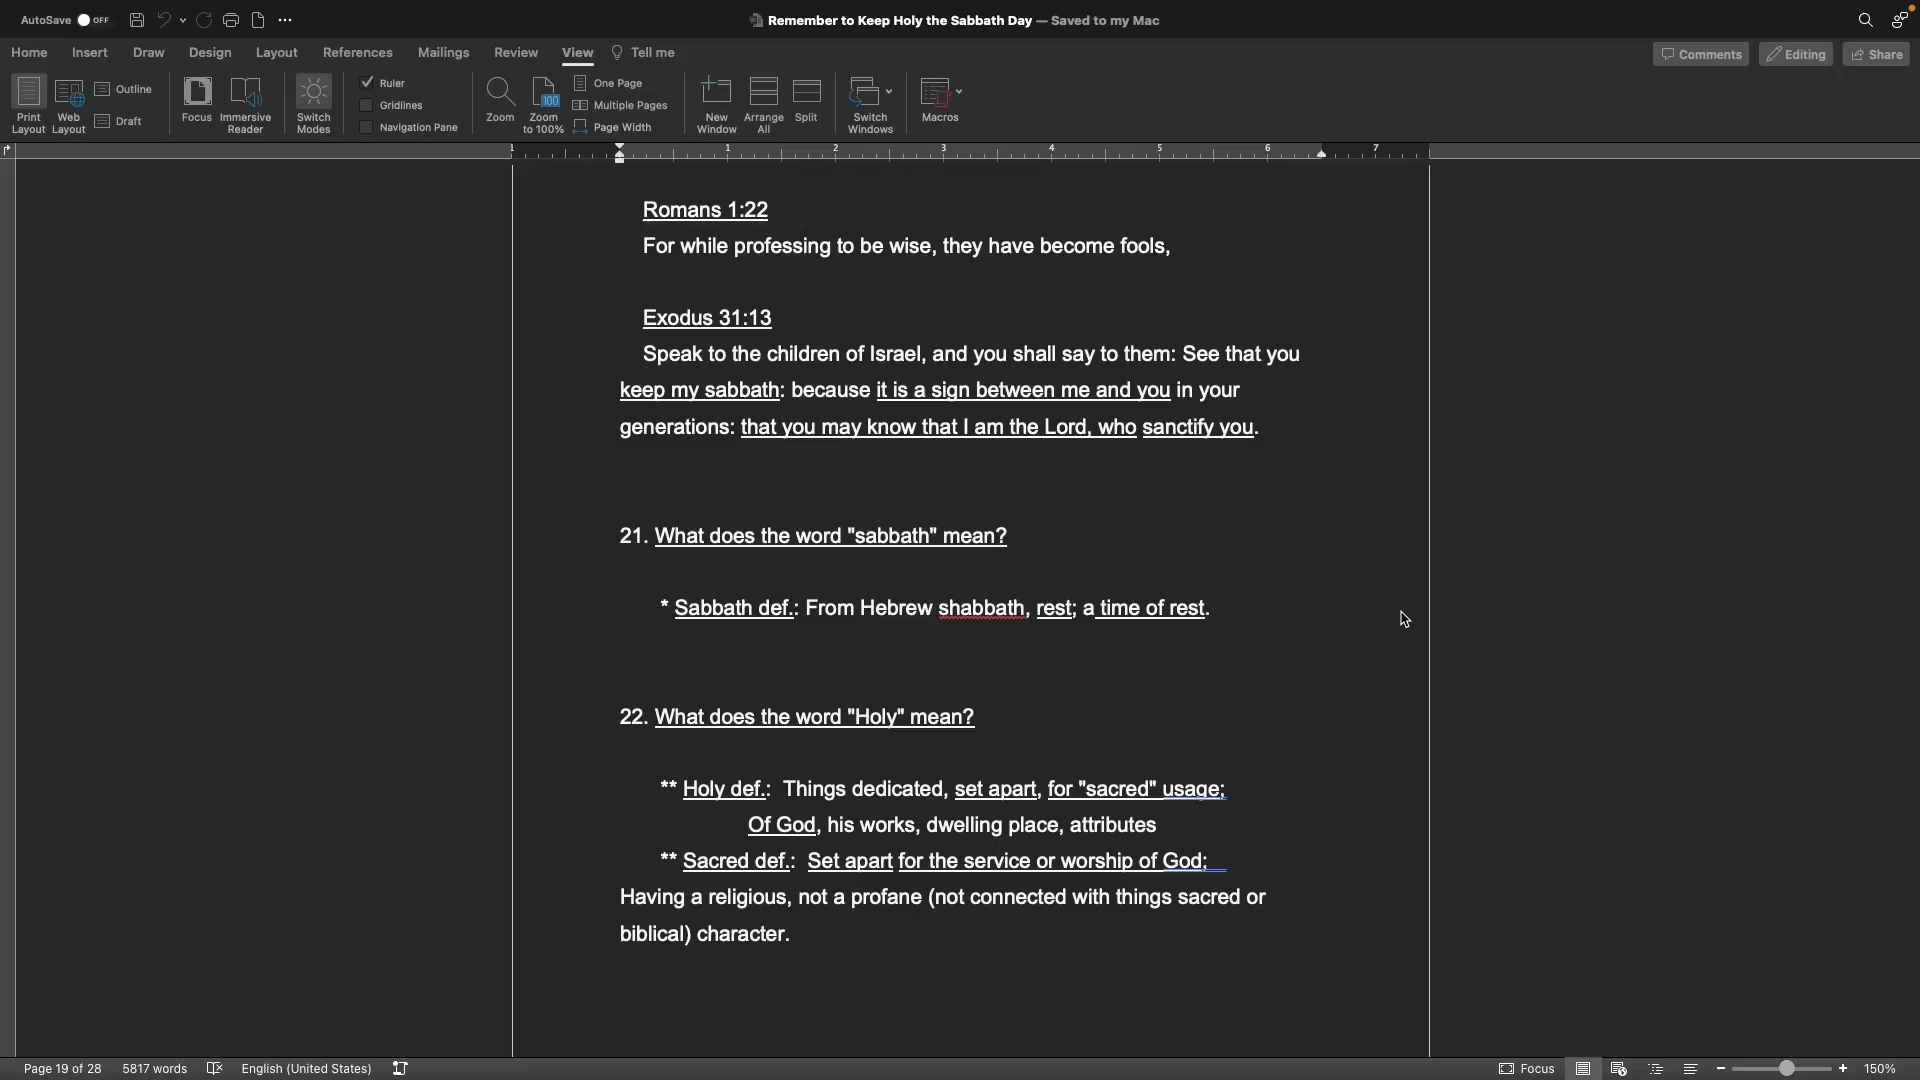 AutoSave OFF
Remember to Keep Holy the Sabbath Day — Saved to my Mac
Home Insert Draw Design Layout References Mailings Review View Tell me
Comments Editing Share
Print Layout
Web Layout
Outline
Draft
Focus
Immersive Reader
Switch Modes
Ruler
Gridlines
Navigation Pane
Zoom
100
Zoom to 100%
One Page
Multiple Pages
Page Width
New Window
Arrange All
Split
Switch Windows
Macros
1 1 2 3 4 5 6 7
Romans 1:22
For while professing to be wise, they have become fools,
Exodus 31:13
Speak to the children of Israel, and you shall say to them: See that you
keep my sabbath: because it is a sign between me and you in your
generations: that you may know that I am the Lord, who sanctify you.
21. What does the word "sabbath" mean?
* Sabbath def.: From Hebrew shabbath, rest; a time of rest.
22. What does the word "Holy" mean?
** Holy def.: Things dedicated, set apart, for "sacred" usage;
Of God, his works, dwelling place, attributes
** Sacred def.: Set apart for the service or worship of God;
Having a religious, not a profane (not connected with things sacred or
biblical) character.
Page 19 of 28 5817 words English (United States) Focus 150%